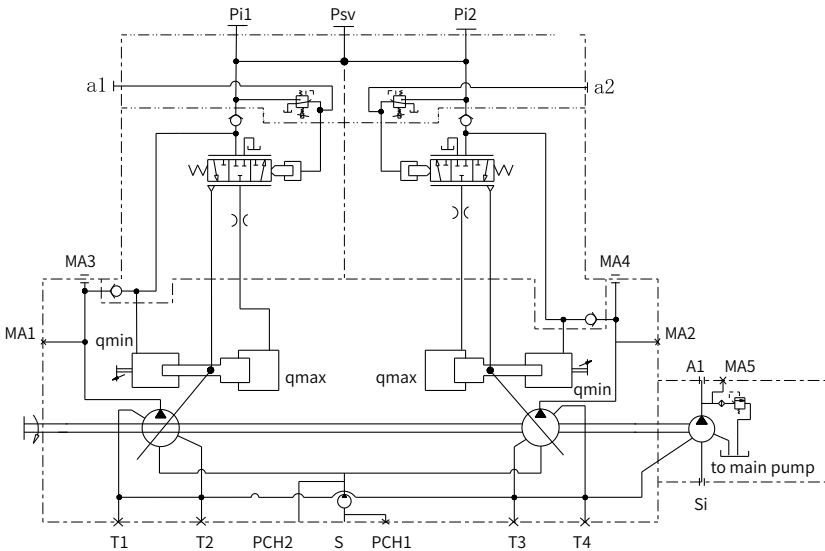 Pi1 Psv Pi2
a1 a2
MA3 MA4
MA1 qmin MA2
qmax qmax qmin A1 MA5
to main pump
Si
T1 T2 PCH2 S PCH1 T3 T4